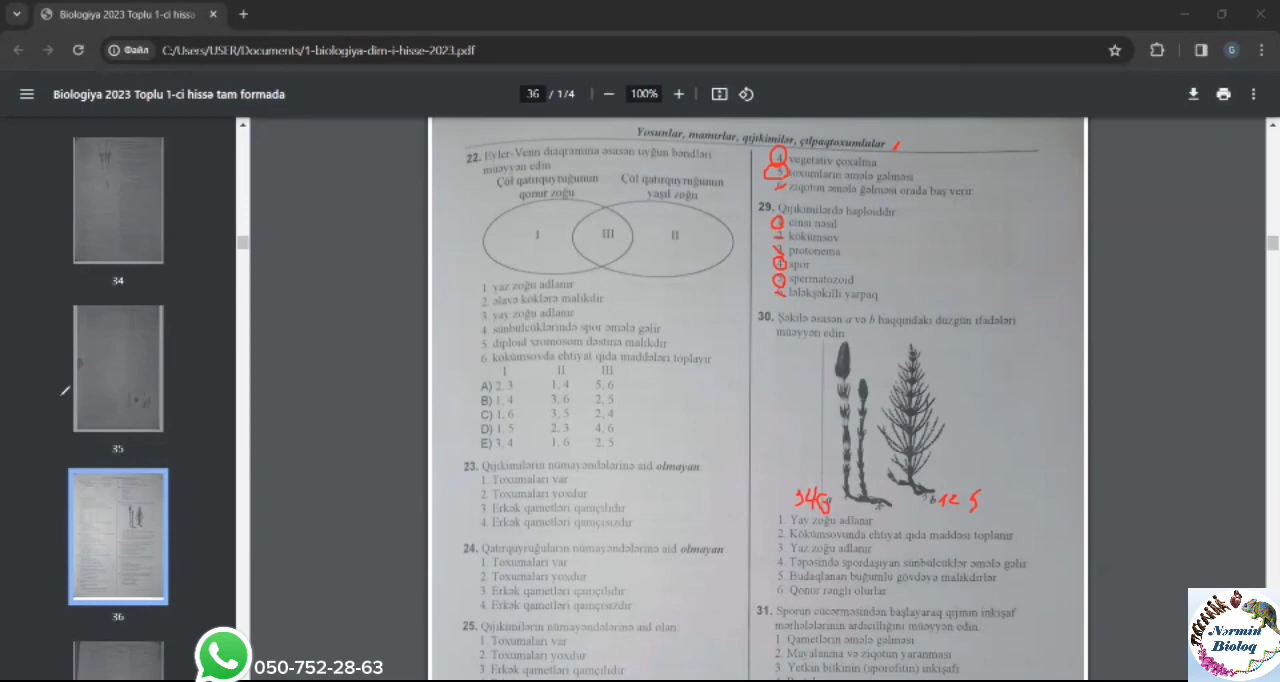 Biologiya 2023 Toplu 1-ci hissə
Файл
C:/Users/USER/Documents/1-biologiya-dim-i-hisse-2023.pdf
G
Biologiya 2023 Toplu 1-ci hissə tam formada
36 / 174
100%
34
35
36
Yosunlar, mamırlar, qıjıkimilər, çılpaqtoxumlular
22. Eyler-Venn diaqramına əsasən uyğun bəndləri
müəyyən edin
Çöl qatırquyruğunun
qonur zoğu
Çöl qatırquyruğunun
yaşıl zoğu
I
III
II
1. yaz zoğu adlanır
2. əlavə köklərə malikdir
3. yay zoğu adlanır
4. sünbülcüklərində spor əmələ gəlir
5. diploid xromosom dəstinə malikdir
6. kökümsovda ehtiyat qida maddələri toplayır
I II III
A) 2, 3 1, 4 5, 6
B) 1, 4 3, 6 2, 5
C) 1, 6 3, 5 2, 4
D) 1, 5 2, 3 4, 6
E) 3, 4 1, 6 2, 5
23. Qıjıkimilərin nümayəndələrinə aid olmayan
1. Toxumaları var
2. Toxumaları yoxdur
3. Erkək qametləri qamçılıdır
4. Erkək qametləri qamçısızdır
24. Qatırquyruğuların nümayəndələrinə aid olmayan
1. Toxumaları var
2. Toxumaları yoxdur
3. Erkək qametləri qamçılıdır
4. Erkək qametləri qamçısızdır
25. Qıjıkimilərin nümayəndələrinə aid olan:
1. Toxumaları var
2. Toxumaları yoxdur
3. Erkək qametləri qamçılıdır
4. vegetativ çoxalma
5. toxumların əmələ gəlməsi
ziqotun əmələ gəlməsi orada baş verir
29. Qıjıkimilərdə haploiddir
cinsi nəsil
kökümsov
protonema
4. spor
spermatozoid
lələkşəkilli yarpaq
30. Şəkilə əsasən a və b haqqındakı düzgün ifadələri
müəyyən edin
346 a
b 12 5
1. Yay zoğu adlanır
2. Kökümsovunda ehtiyat qida maddəsi toplanır
3. Yaz zoğu adlanır
4. Təpəsində spordaşıyan sünbülcüklər əmələ gəlir
5. Budaqlanan buğumlu gövdəyə malikdirlər
6. Qonur rəngli olurlar
31. Sporun cücərməsindən başlayaraq qıjının inkişaf
mərhələlərinin ardıcıllığını müəyyən edin.
1. Qametlərin əmələ gəlməsi
2. Mayalanma və ziqotun yaranması
3. Yetkin bitkinin (sporofitin) inkişafı
050-752-28-63
Nərmin
Bioloq